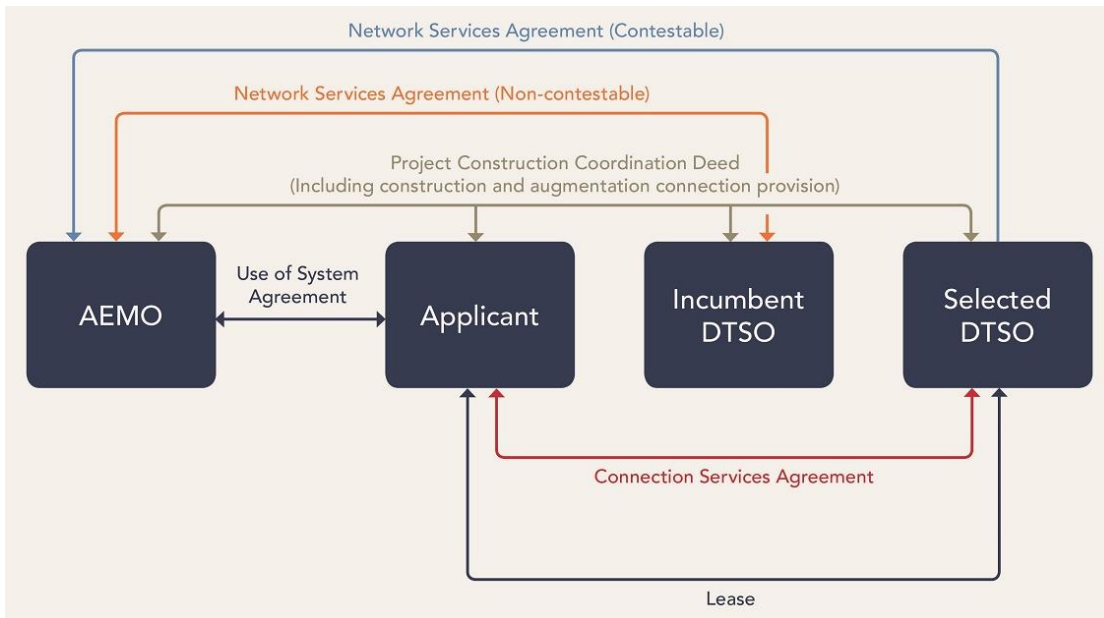 Network Services Agreement (Contestable)
Network Services Agreement (Non-contestable)
Project Construction Coordination Deed
(Including construction and augmentation connection provision)
Use of System
Agreement
AEMO
Applicant
Incumbent
DTSO
Selected
DTSO
Connection Services Agreement
Lease